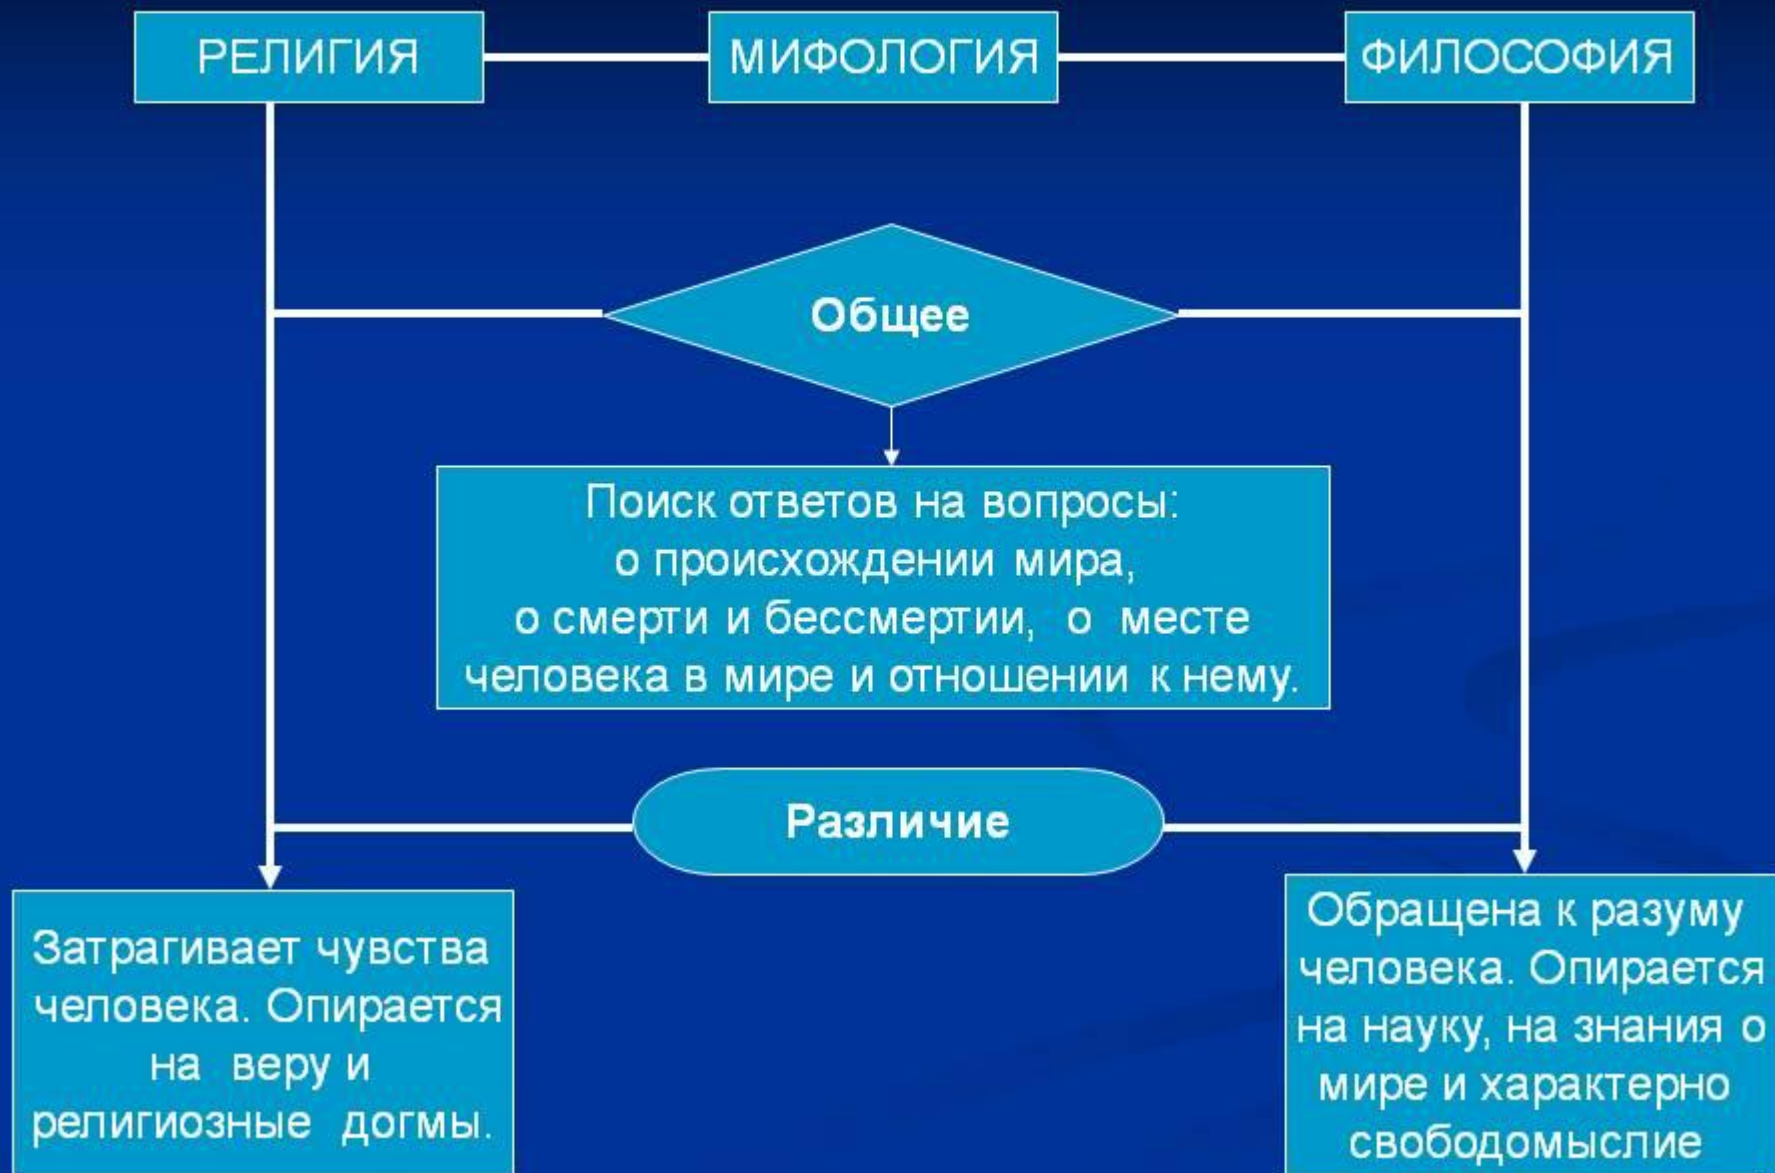 РЕЛИГИЯ
МИФОЛОГИЯ
ФИЛОСОФИЯ
Общее
Поиск ответов на вопросы:
о происхождении мира,
о смерти и бессмертии, о месте
человека в мире и отношении к нему.
Различие
Затрагивает чувства
человека. Опирается
на веру и
религиозные догмы.
Обращена к разуму
человека. Опирается
на науку, на знания о
мире и характерно
свободомыслие